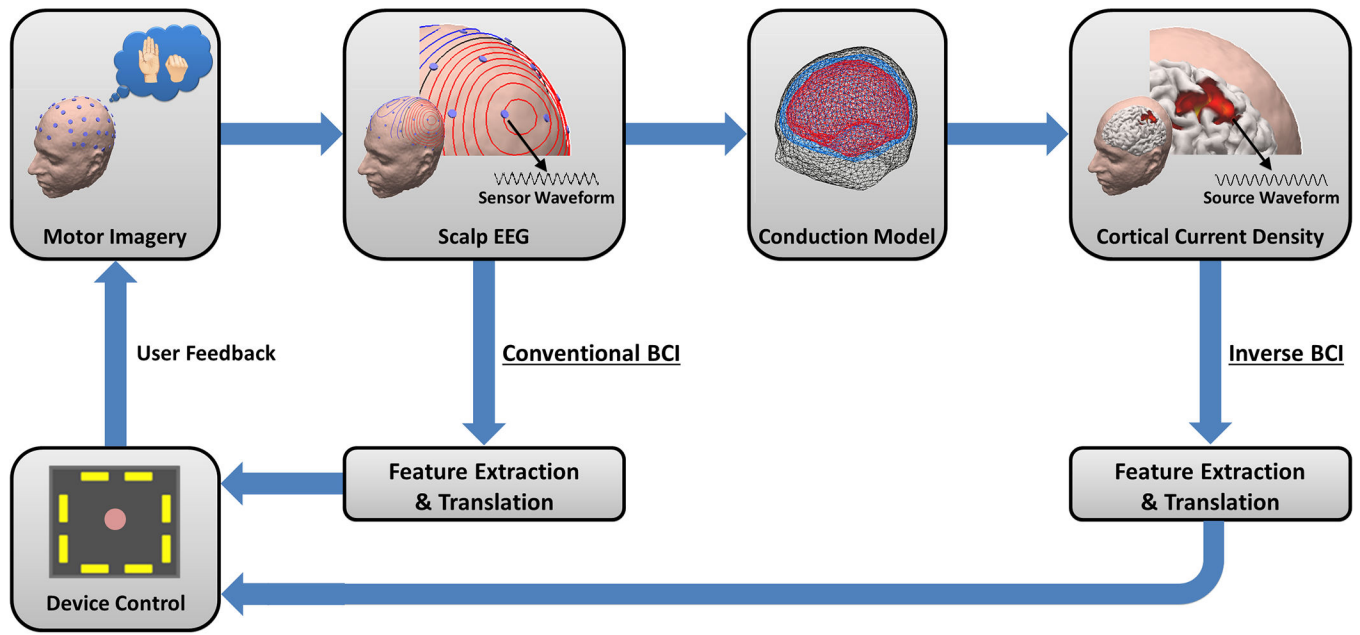 Sensor Waveform
Source Waveform
Motor Imagery
Scalp EEG
Conduction Model
Cortical Current Density
User Feedback
Conventional BCI
Inverse BCI
Feature Extraction
& Translation
Feature Extraction
& Translation
Device Control